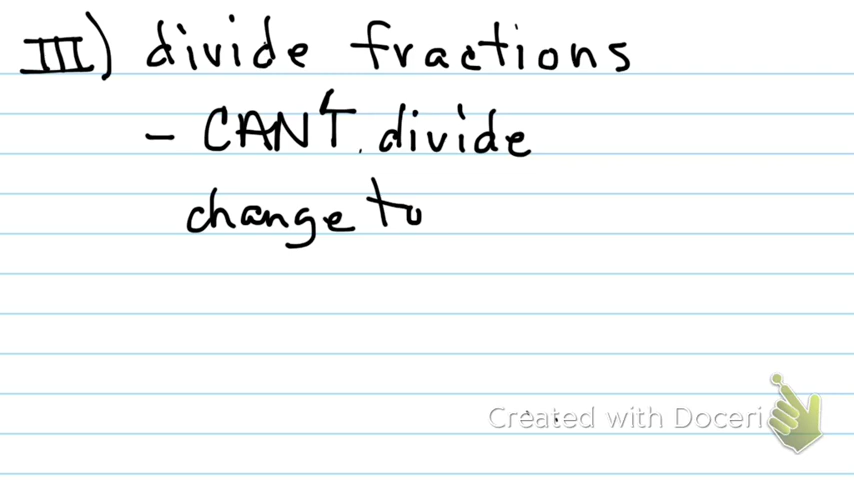 III) divide fractions
- CAN'T divide
change to
Created with Doceri